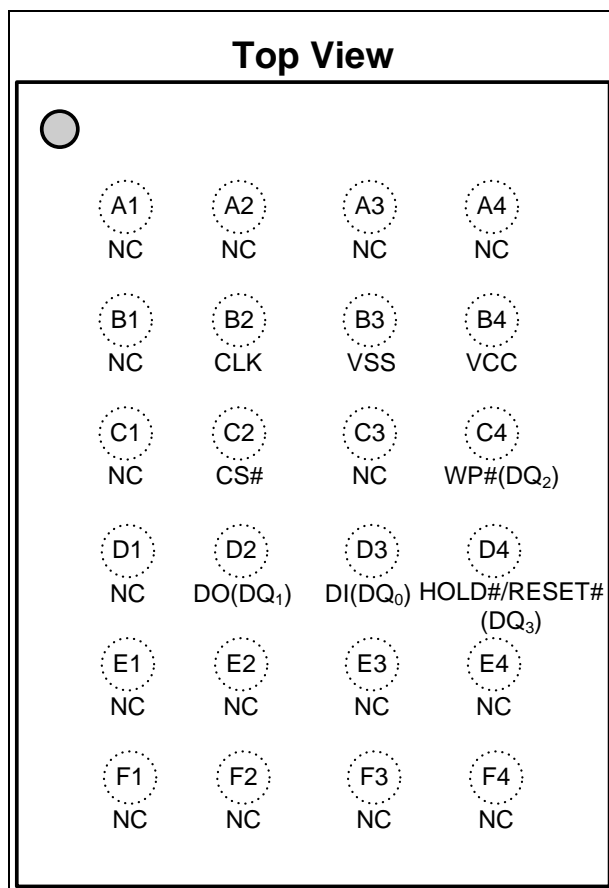 Top View
A1 A2 A3 A4
NC NC NC NC
B1 B2 B3 B4
NC CLK VSS VCC
C1 C2 C3 C4
NC CS# NC WP#(DQ₂)
D1 D2 D3 D4
NC DO(DQ₁) DI(DQ₀) HOLD#/RESET#
(DQ₃)
E1 E2 E3 E4
NC NC NC NC
F1 F2 F3 F4
NC NC NC NC